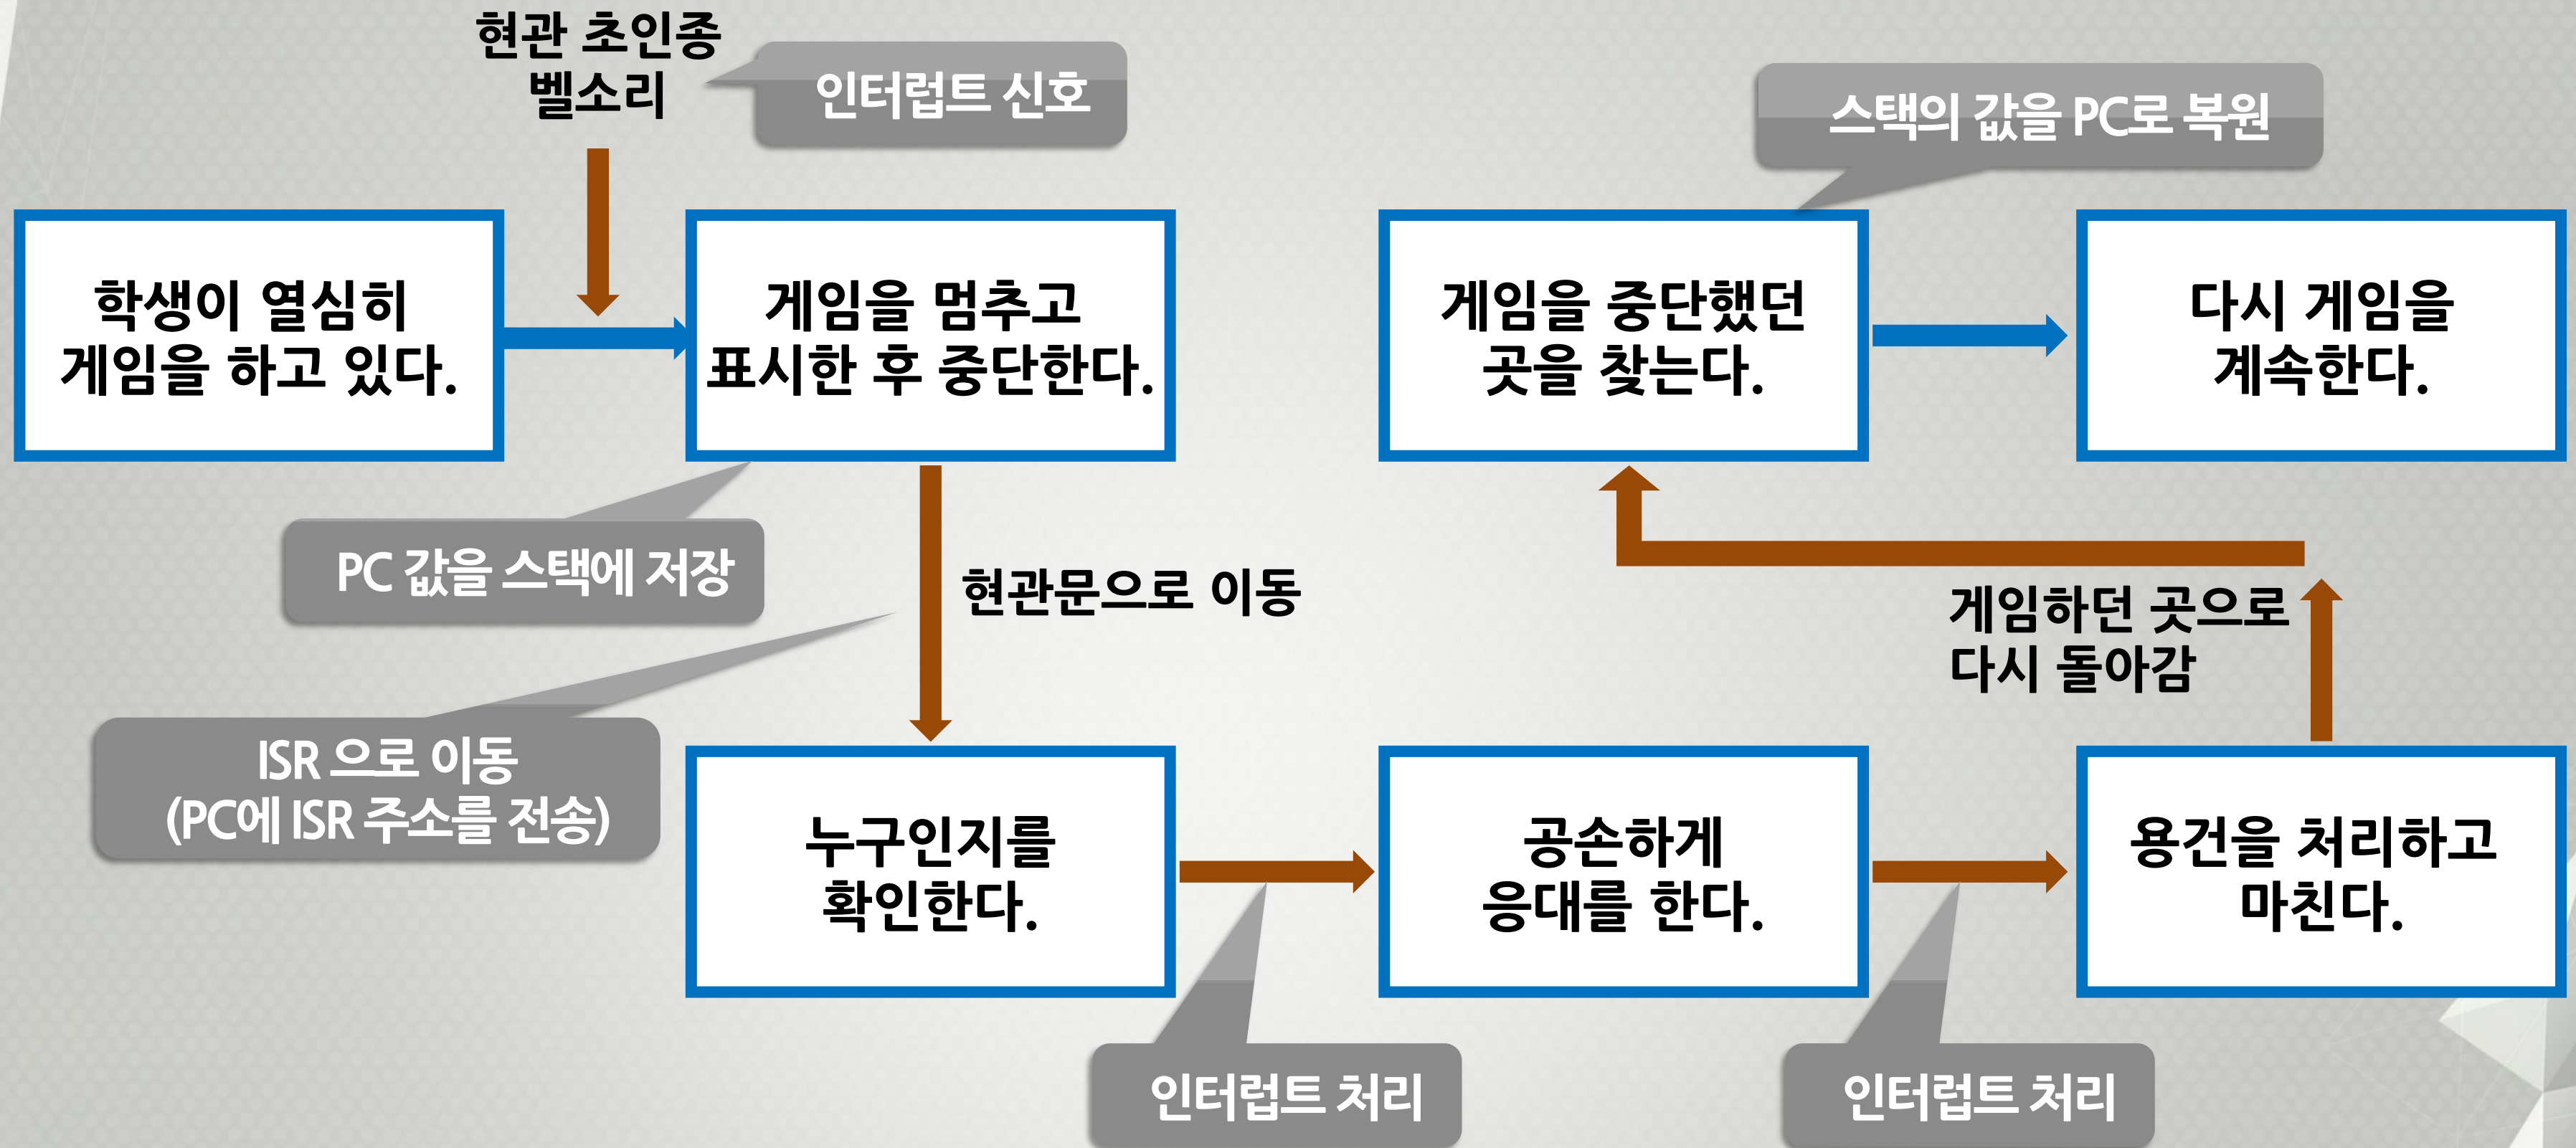 현관 초인종
벨소리
인터럽트 신호
스택의 값을 PC로 복원
학생이 열심히
게임을 하고 있다.
게임을 멈추고
표시한 후 중단한다.
게임을 중단했던
곳을 찾는다.
다시 게임을
계속한다.
PC 값을 스택에 저장
현관문으로 이동
게임하던 곳으로
다시 돌아감
ISR 으로 이동
(PC에 ISR 주소를 전송)
누구인지를
확인한다.
공손하게
응대를 한다.
용건을 처리하고
마친다.
인터럽트 처리
인터럽트 처리